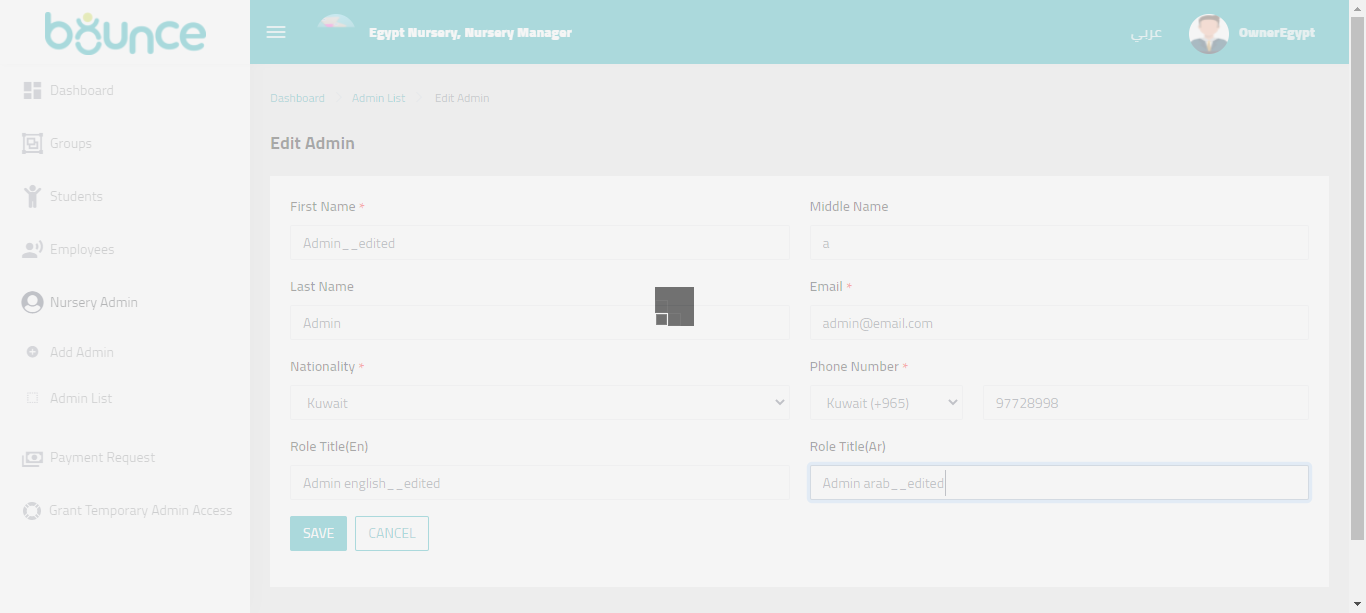 bounce
Egypt Nursery, Nursery Manager
عربي
OwnerEgypt
Dashboard
Groups
Students
Employees
Nursery Admin
Add Admin
Admin List
Payment Request
Grant Temporary Admin Access
Dashboard
Admin List
Edit Admin
Edit Admin
First Name *
Admin__edited
Middle Name
a
Last Name
Admin
Email *
admin@email.com
Nationality *
Kuwait
Phone Number *
Kuwait (+965)
97728998
Role Title(En)
Admin english__edited
Role Title(Ar)
Admin arab__edited
SAVE
CANCEL